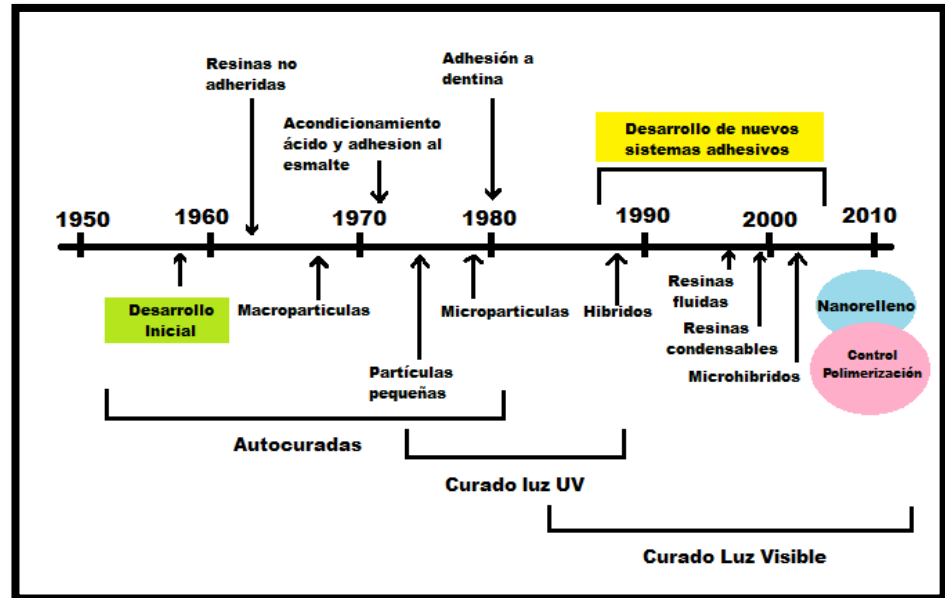 Resinas no
adheridas
Adhesión a
dentina
Acondicionamiento
ácido y adhesion al
esmalte
Desarrollo de nuevos
sistemas adhesivos
1950
1960
1970
1980
1990
2000
2010
Desarrollo
Inicial
Macroparticulas
Partículas
pequeñas
Microparticulas
Hibridos
Resinas
fluidas
Resinas
condensables
Microhibridos
Nanorelleno
Control
Polimerización
Autocuradas
Curado luz UV
Curado Luz Visible